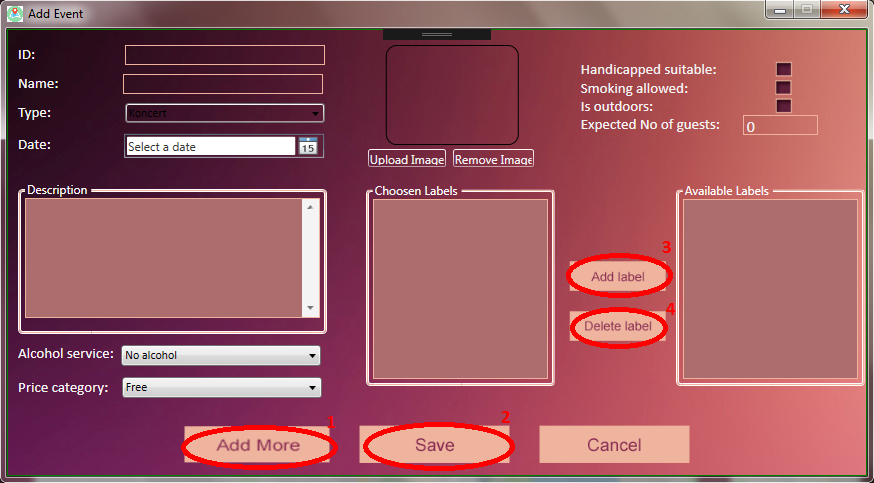 Add Event
ID:
Name:
Type:
Koncert
Date:
Select a date
15
Upload Image
Remove Image
Handicapped suitable:
Smoking allowed:
Is outdoors:
Expected No of guests:
0
Description
Choosen Labels
Available Labels
3
Add label
4
Delete label
Alcohol service:
No alcohol
Price category:
Free
1
Add More
2
Save
Cancel